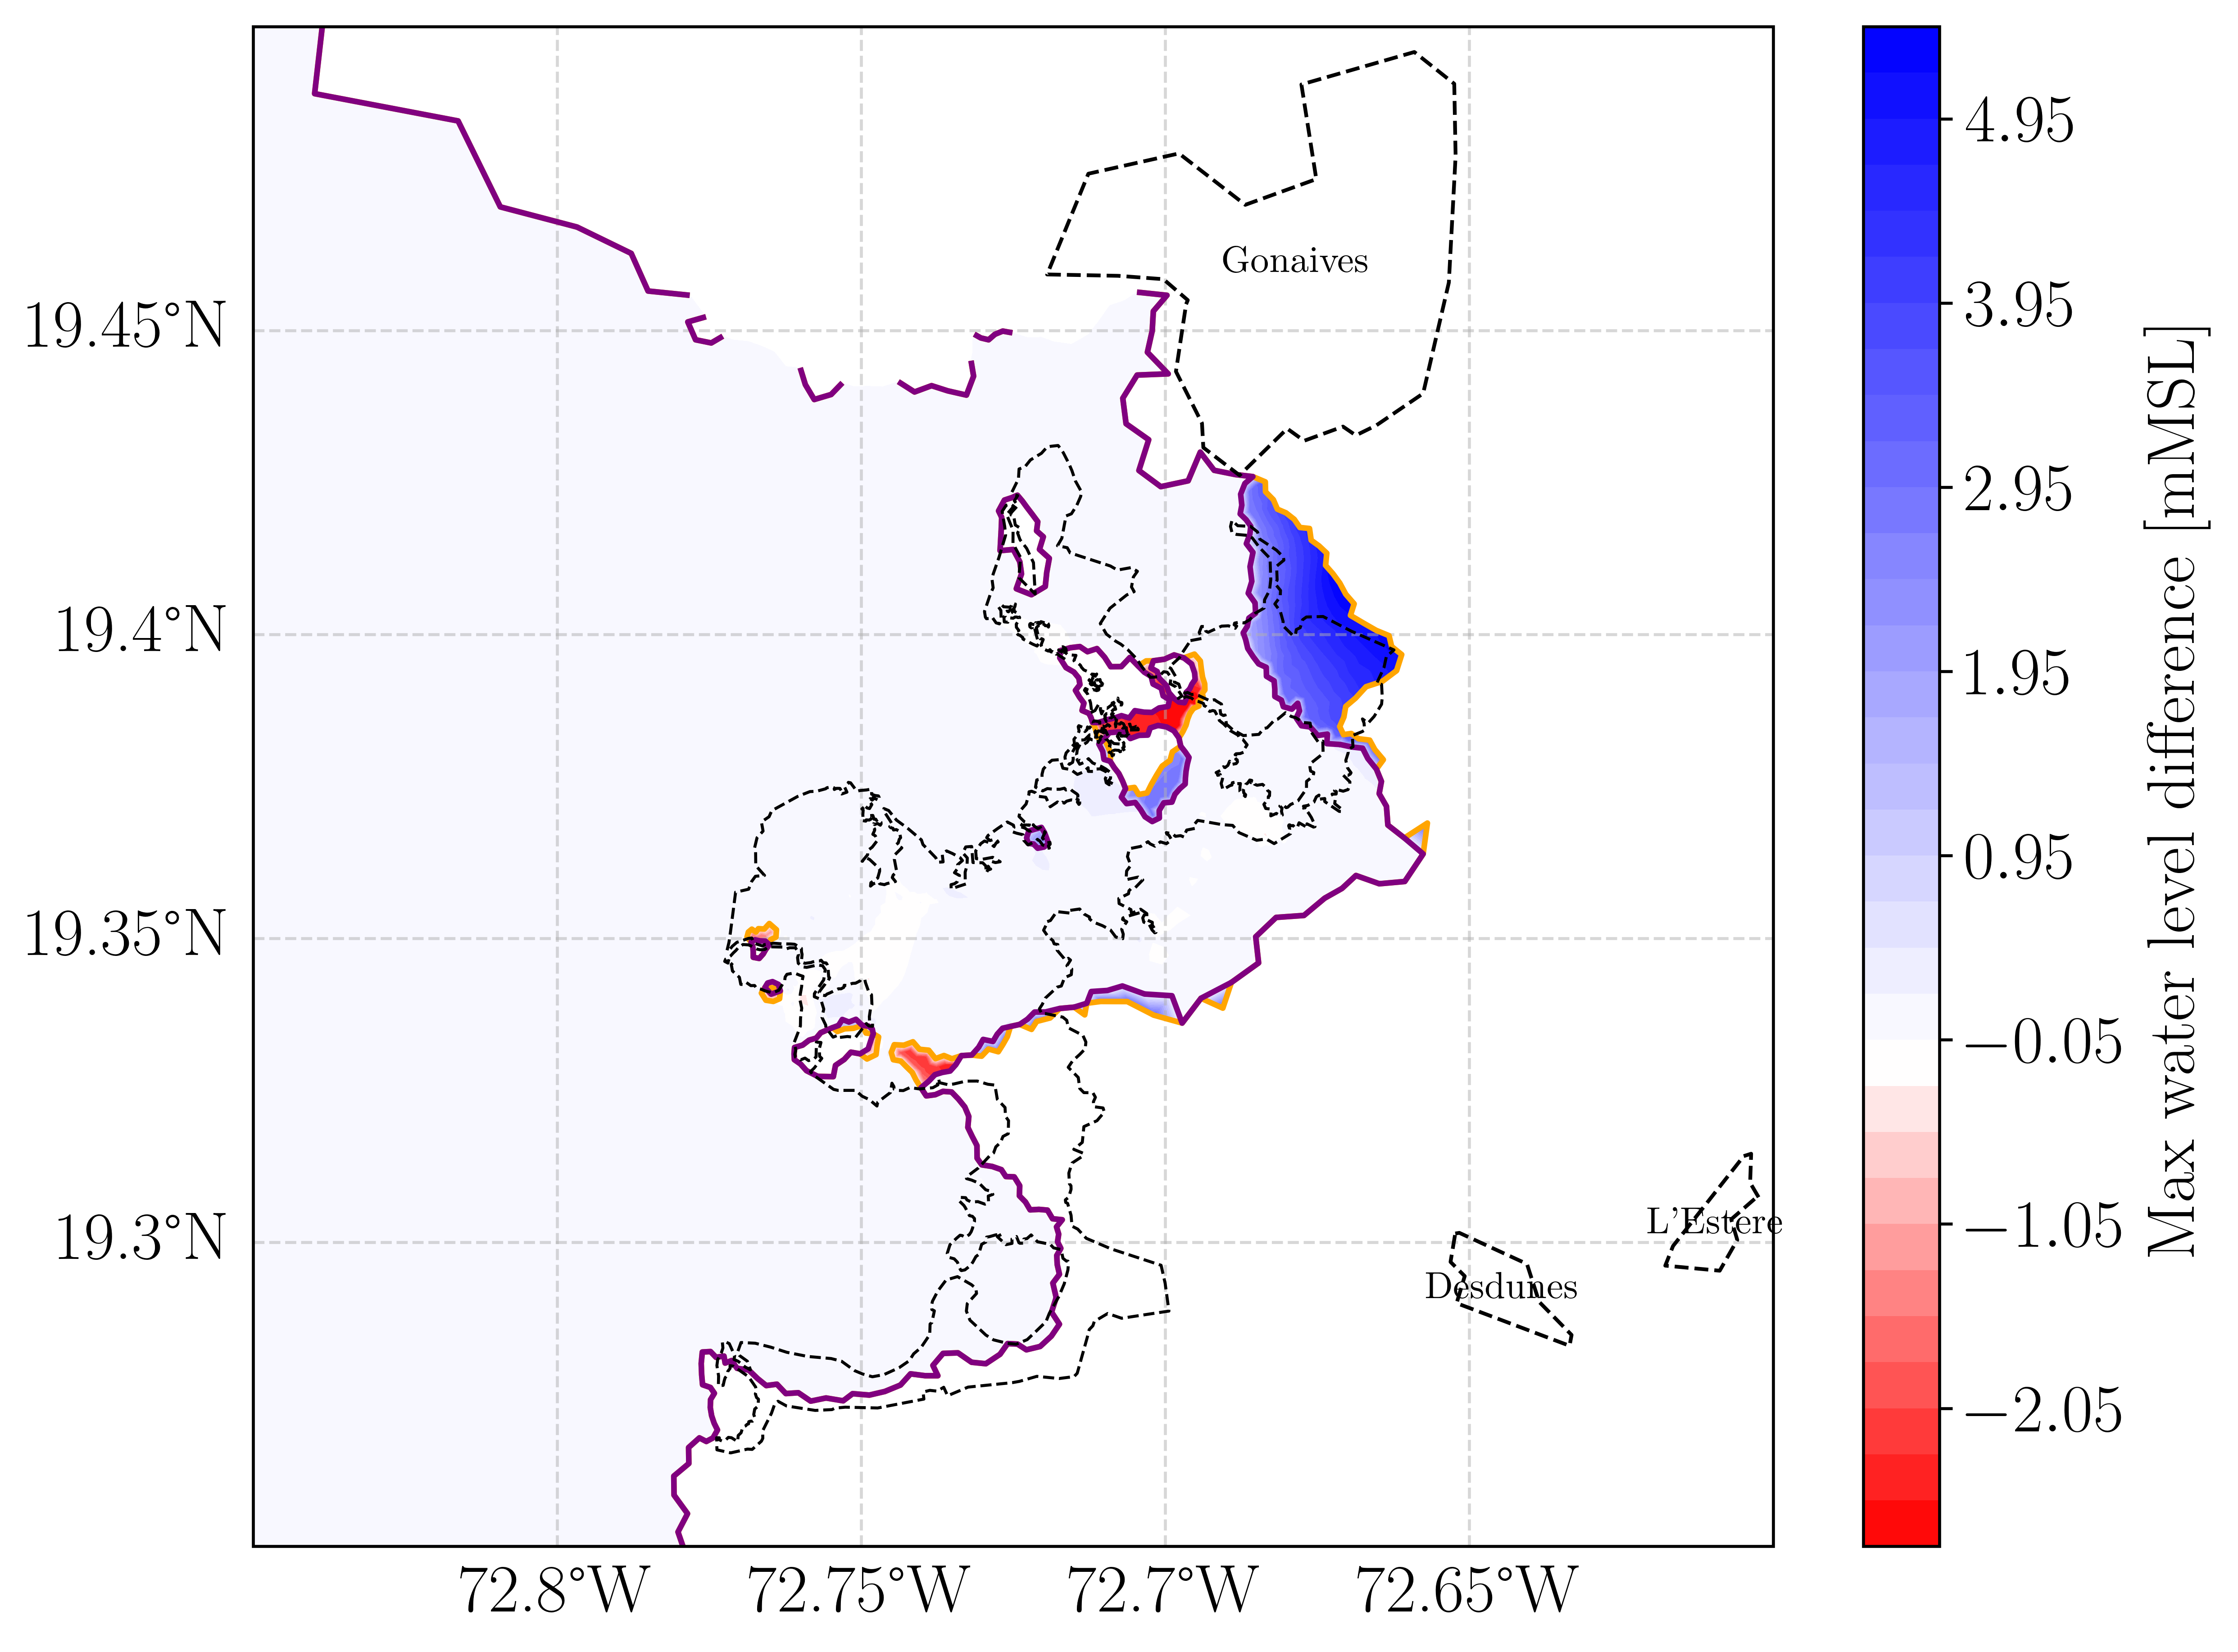 Gonaives
L'Estere
Desdunes
19.45°N
19.4°N
19.35°N
19.3°N
72.8°W
72.75°W
72.7°W
72.65°W
4.95
3.95
2.95
1.95
0.95
−0.05
−1.05
−2.05
Max water level difference [mMSL]